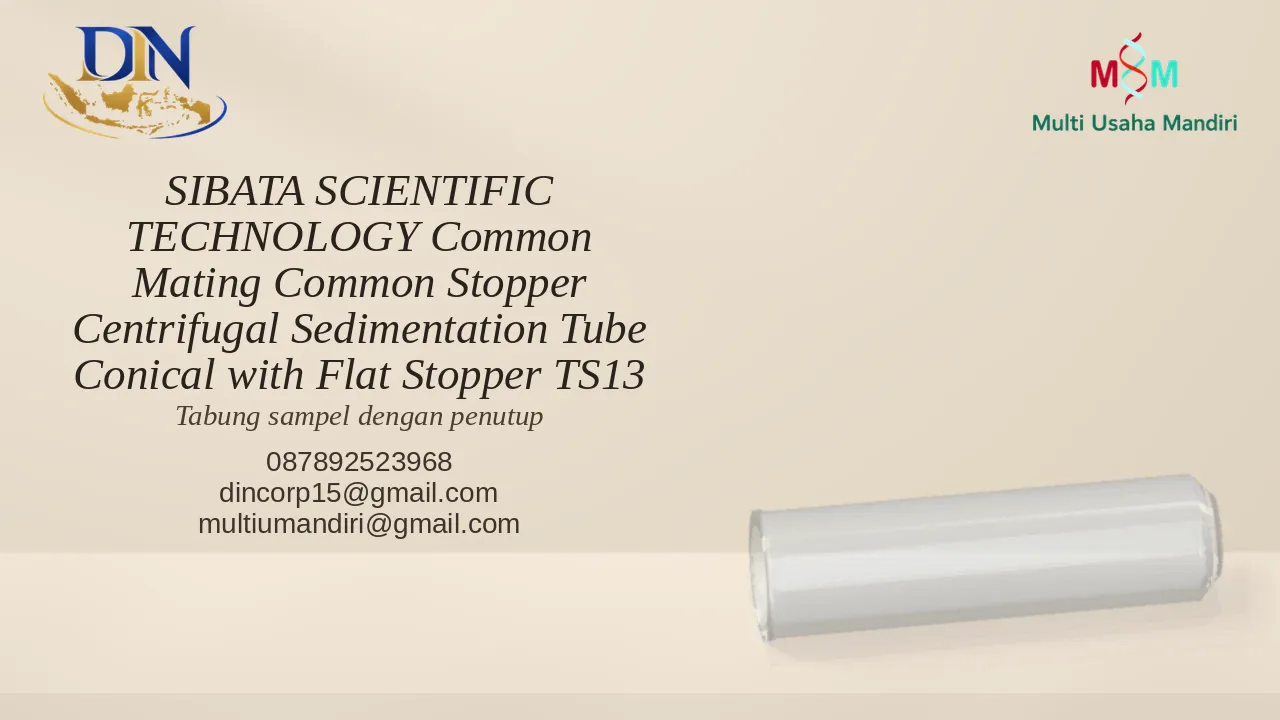 DIN
MSM
Multi Usaha Mandiri
SIBATA SCIENTIFIC
TECHNOLOGY Common
Mating Common Stopper
Centrifugal Sedimentation Tube
Conical with Flat Stopper TS13
Tabung sampel dengan penutup
087892523968
dincorp15@gmail.com
multiumandiri@gmail.com